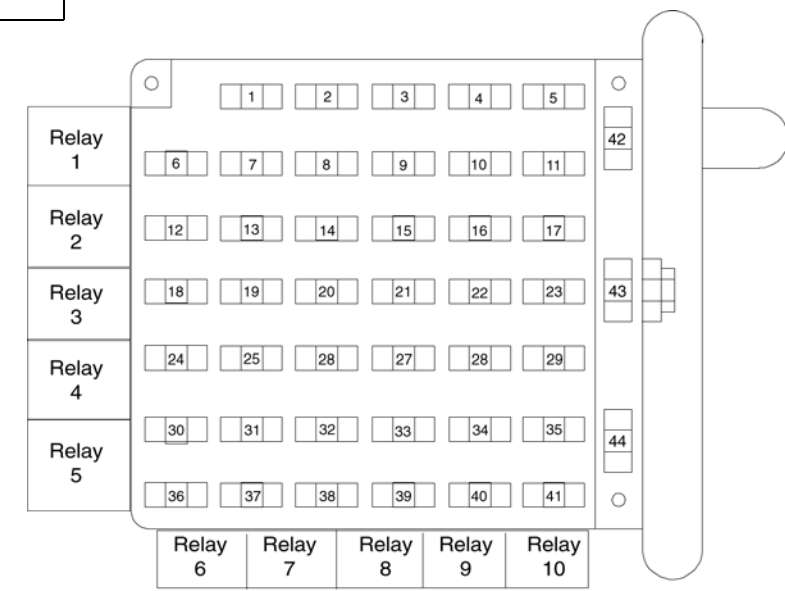 1 2 3 4 5
42
Relay
1
6 7 8 9 10 11
Relay
2
12 13 14 15 16 17
Relay
3
18 19 20 21 22 23
43
Relay
4
24 25 28 27 28 29
30 31 32 33 34 35
44
Relay
5
36 37 38 39 40 41
Relay
6
Relay
7
Relay
8
Relay
9
Relay
10